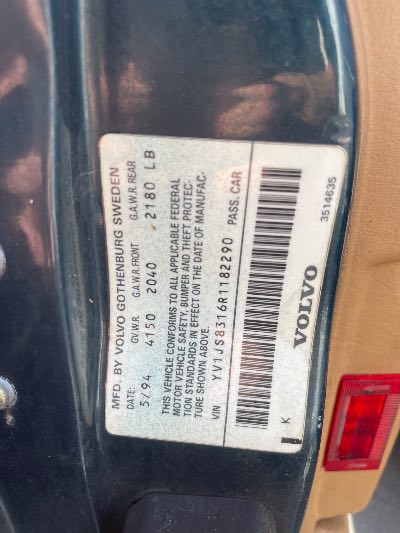 MFD. BY VOLVO GOTHENBURG SWEDEN
DATE: G.V.W.R. G.A.W.R. FRONT G.A.W.R. REAR
5/94 4150 2040 2180 LB
THIS VEHICLE CONFORMS TO ALL APPLICABLE FEDERAL
MOTOR VEHICLE SAFETY, BUMPER AND THEFT PROTEC-
TION STANDARDS IN EFFECT ON THE DATE OF MANUFAC-
TURE SHOWN ABOVE.
VIN YV1JS8316R1182290 PASS. CAR
K
VOLVO 3514635